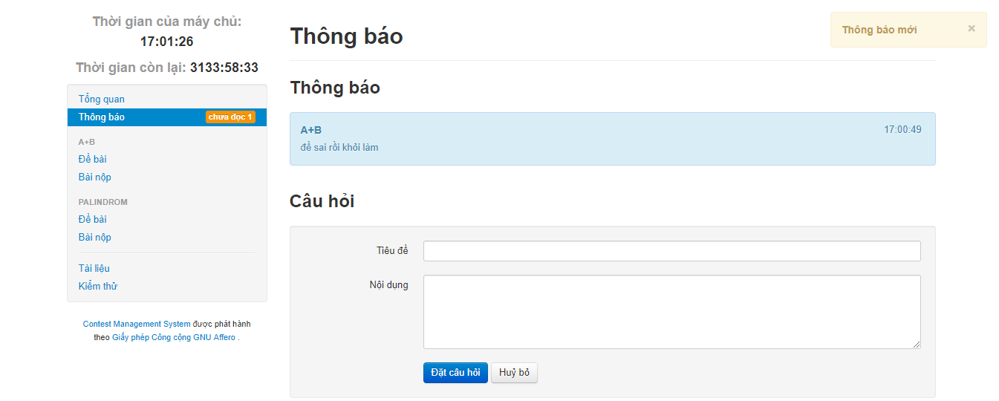 Thời gian của máy chủ:
17:01:26
Thời gian còn lại: 3133:58:33
Tổng quan
Thông báo chưa đọc 1
A+B
Đề bài
Bài nộp
PALINDROM
Đề bài
Bài nộp
Tài liệu
Kiểm thử
Contest Management System được phát hành
theo Giấy phép Công cộng GNU Affero .
Thông báo
Thông báo mới ×
Thông báo
A+B 17:00:49
đề sai rồi khỏi làm
Câu hỏi
Tiêu đề
Nội dung
Đặt câu hỏi Huỷ bỏ